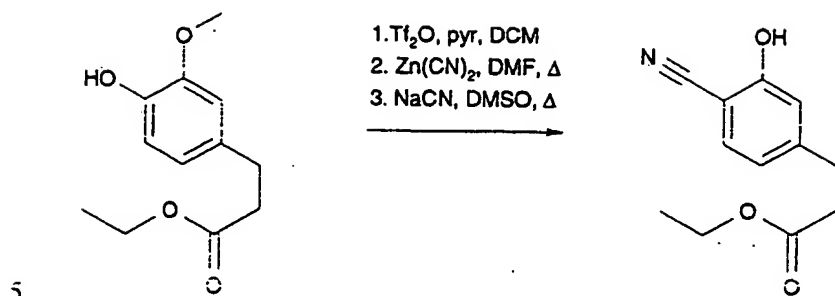 1.Tf₂O, pyr, DCM
2. Zn(CN)₂, DMF, Δ
3. NaCN, DMSO, Δ
O
HO
O
O
N
OH
O
O
5